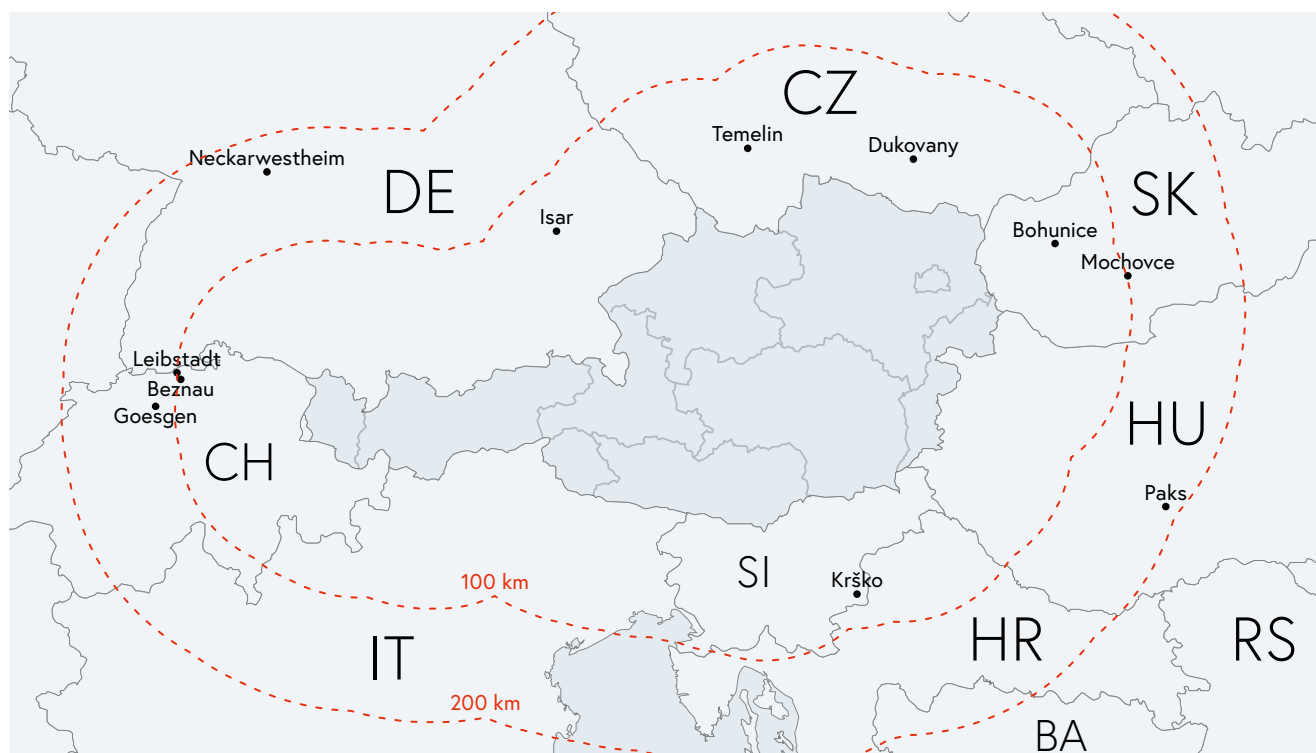 CZ
Temelin
Dukovany
Neckarwestheim
DE
SK
Isar
Bohunice
Mochovce
Leibstadt
Beznau
Goesgen
HU
CH
Paks
SI
Krško
100 km
HR
RS
IT
200 km
BA